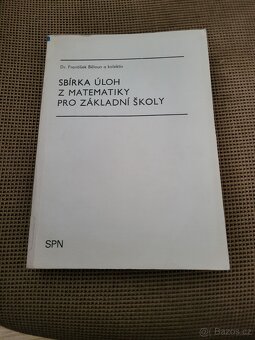 Dr. František Běloun a kolektiv
SBÍRKA ÚLOH
Z MATEMATIKY
PRO ZÁKLADNÍ ŠKOLY
SPN
Bazos.cz